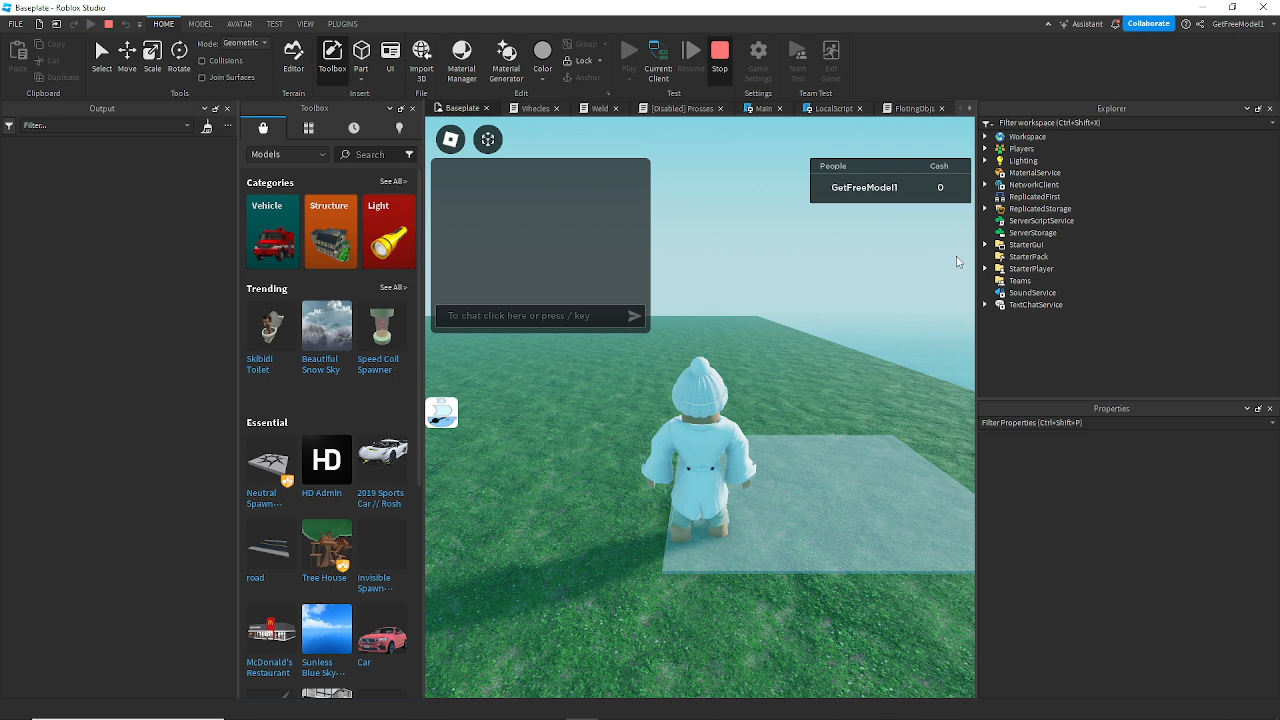 Baseplate - Roblox Studio
FILE
HOME MODEL AVATAR TEST VIEW PLUGINS
Assistant Collaborate GetFreeModel1
Paste
Copy
Cut
Duplicate
Clipboard
Select Move Scale Rotate
Mode: Geometric
Collisions
Join Surfaces
Tools
Editor
Terrain
Toolbox Part UI
Insert
Import 3D
File
Material Manager
Material Generator
Color
Group
Lock
Anchor
Edit
Play
Current: Client
Resume
Stop
Test
Game Settings
Settings
Team Test
Exit Game
Team Test
Output
Filter...
Toolbox
Models
Search
Categories
See All >
Vehicle Structure Light
Trending
See All >
Skibidi Toilet
Beautiful Snow Sky
Speed Coil Spawner
Essential
HD
Neutral Spawn...
HD Admin
2019 Sports Car // Rosh
road
Tree House
Invisible Spawn...
McDonald's Restaurant
Sunless Blue Sky...
Car
Baseplate
Wheeles
Weld
[Disabled] Prosses
Main
LocalScript
FlotingObjs
To chat click here or press / key
People Cash
GetFreeModel1 0
Explorer
Filter workspace (Ctrl+Shift+X)
Workspace
Players
Lighting
MaterialService
NetworkClient
ReplicatedFirst
ReplicatedStorage
ServerScriptService
ServerStorage
StarterGui
StarterPack
StarterPlayer
Teams
SoundService
TextChatService
Properties
Filter Properties (Ctrl+Shift+P)